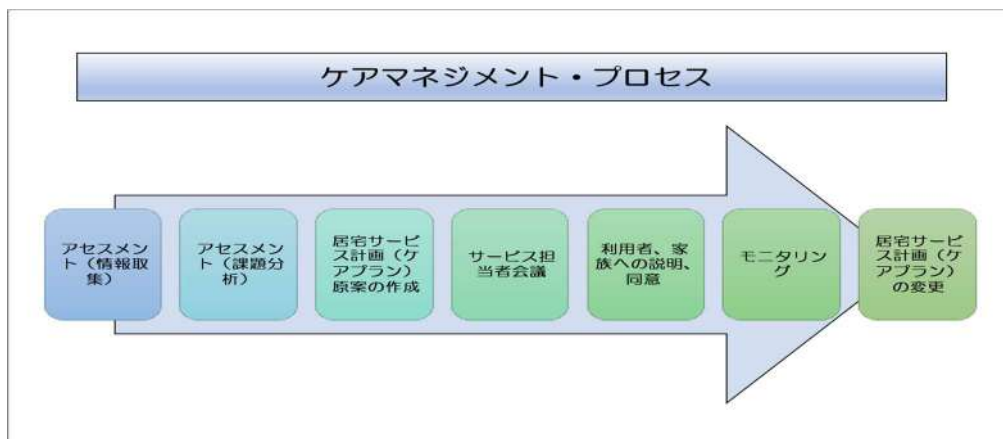 ケアマネジメント・プロセス
アセスメン
ト（情報取
集）
アセスメン
ト（課題分
析）
居宅サービ
ス計画（ケ
アプラン）
原案の作成
サービス担
当者会議
利用者、家
族への説明、
同意
モニタリン
グ
居宅サービ
ス計画（ケ
アプラン）
の変更